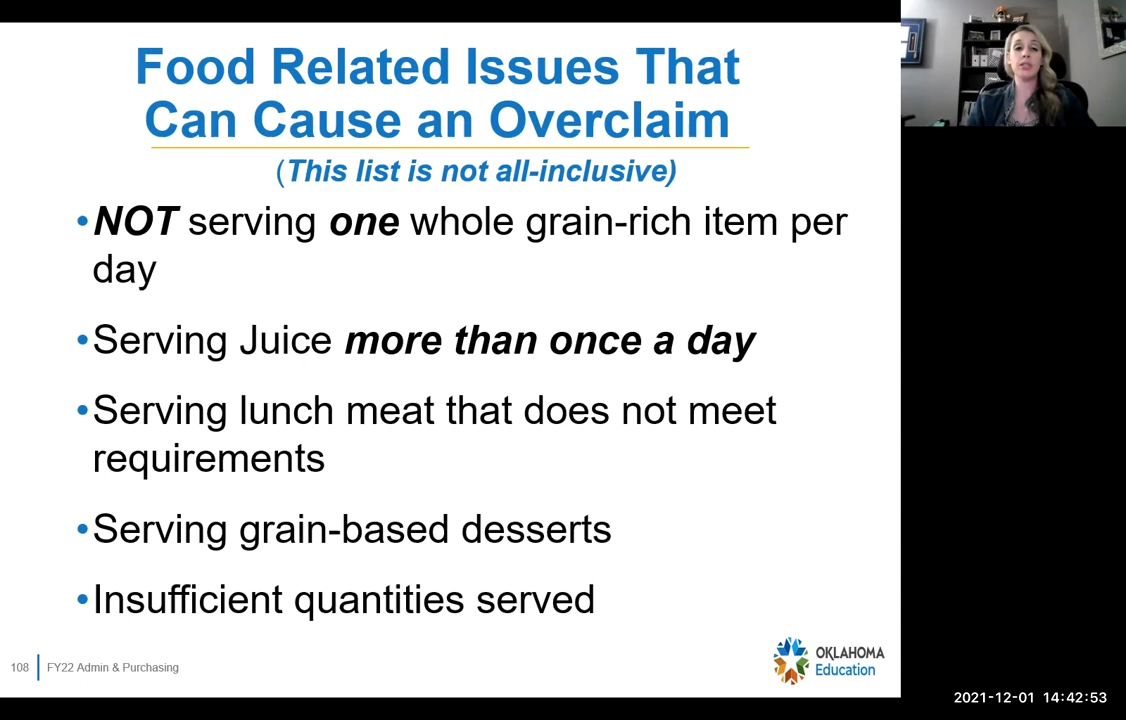 Food Related Issues That
Can Cause an Overclaim
(This list is not all-inclusive)
•NOT serving one whole grain-rich item per
day
•Serving Juice more than once a day
•Serving lunch meat that does not meet
requirements
•Serving grain-based desserts
•Insufficient quantities served
108 FY22 Admin & Purchasing
OKLAHOMA
Education
2021-12-01 14:42:53